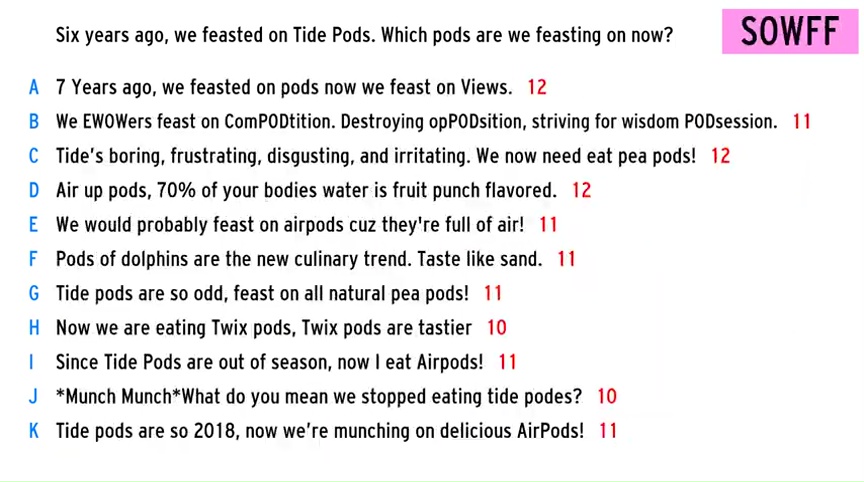 Six years ago, we feasted on Tide Pods. Which pods are we feasting on now?
SOWFF
A 7 Years ago, we feasted on pods now we feast on Views. 12
B We EWOWers feast on ComPODtition. Destroying opPODsition, striving for wisdom PODsession. 11
C Tide's boring, frustrating, disgusting, and irritating. We now need eat pea pods! 12
D Air up pods, 70% of your bodies water is fruit punch flavored. 12
E We would probably feast on airpods cuz they're full of air! 11
F Pods of dolphins are the new culinary trend. Taste like sand. 11
G Tide pods are so odd, feast on all natural pea pods! 11
H Now we are eating Twix pods, Twix pods are tastier 10
I Since Tide Pods are out of season, now I eat Airpods! 11
J *Munch Munch*What do you mean we stopped eating tide podes? 10
K Tide pods are so 2018, now we're munching on delicious AirPods! 11